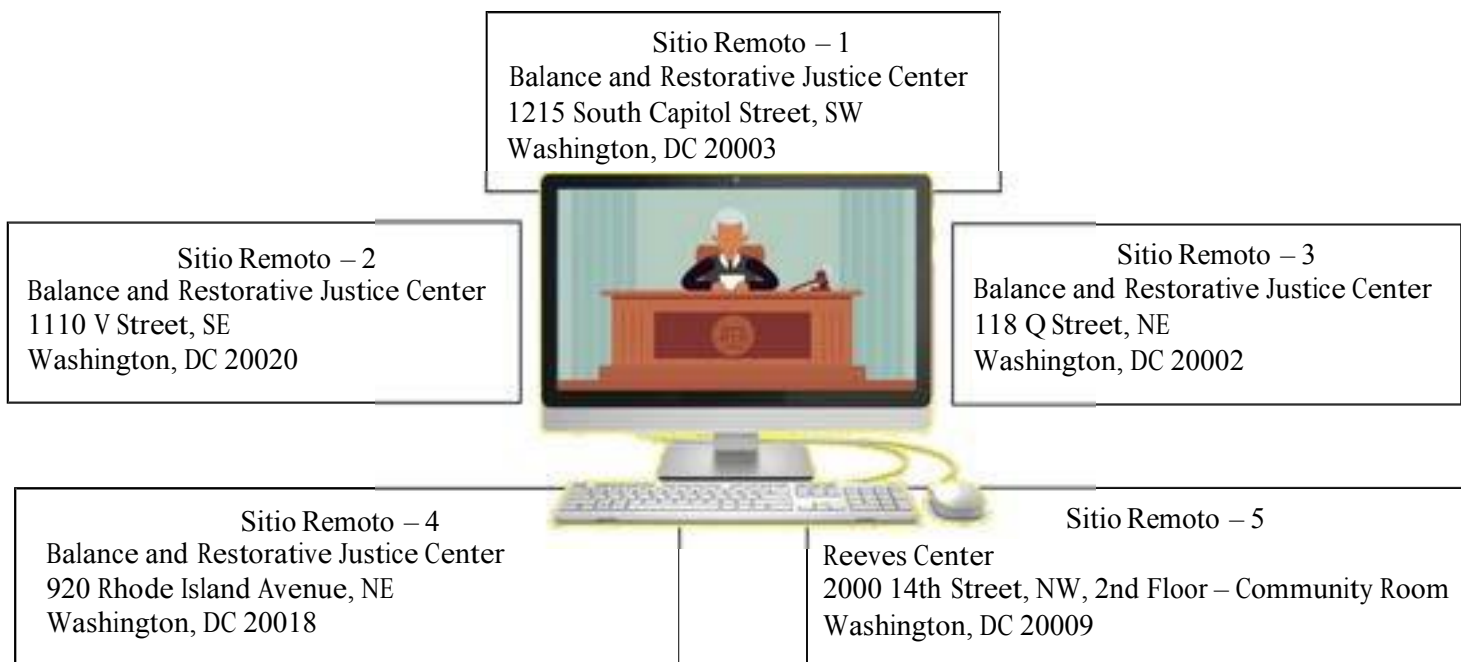 Sitio Remoto – 1
Balance and Restorative Justice Center
1215 South Capitol Street, SW
Washington, DC 20003
Sitio Remoto – 2
Balance and Restorative Justice Center
1110 V Street, SE
Washington, DC 20020
Sitio Remoto – 3
Balance and Restorative Justice Center
118 Q Street, NE
Washington, DC 20002
Sitio Remoto – 4
Balance and Restorative Justice Center
920 Rhode Island Avenue, NE
Washington, DC 20018
Sitio Remoto – 5
Reeves Center
2000 14th Street, NW, 2nd Floor – Community Room
Washington, DC 20009